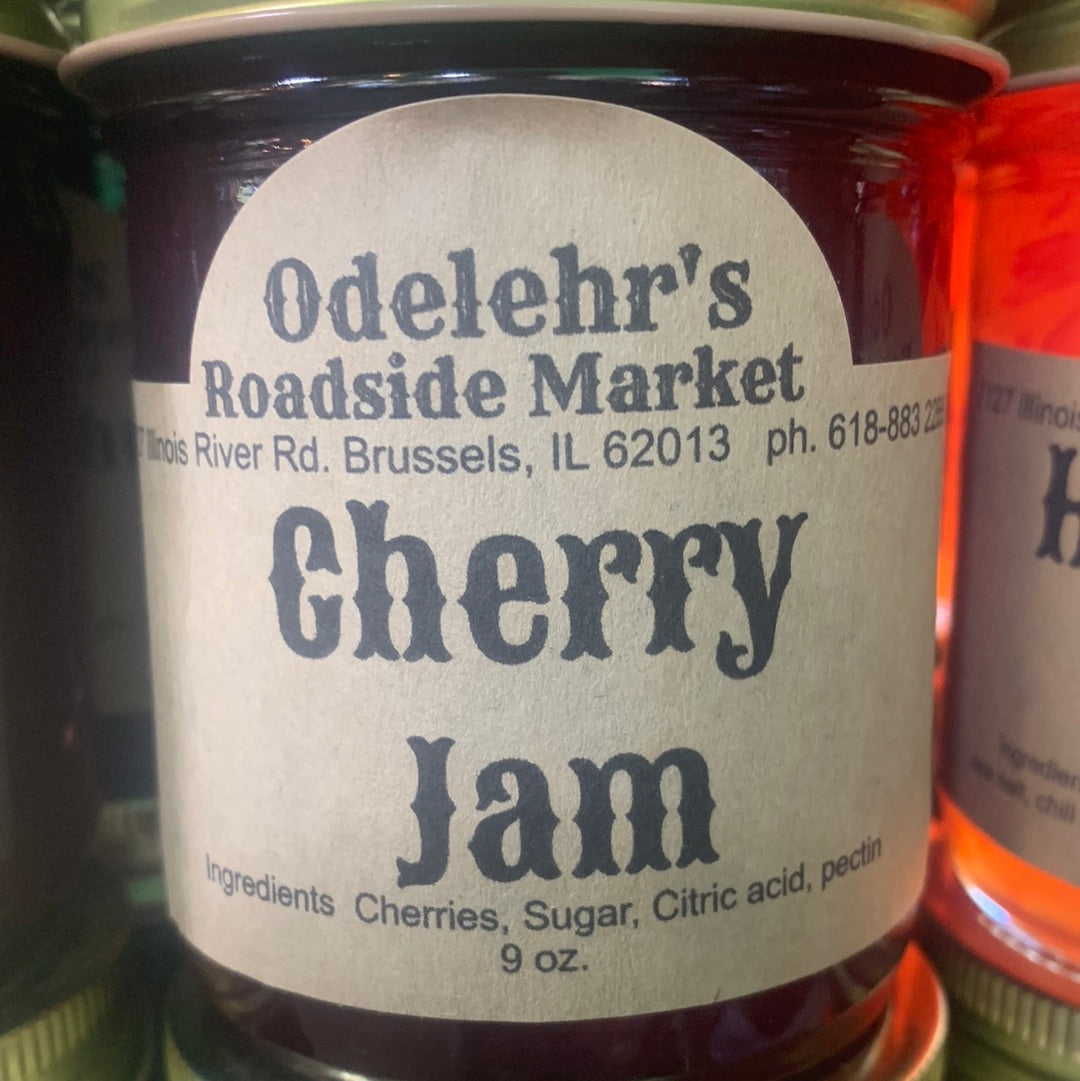 Odelehr's
Roadside Market
River Rd. Brussels, IL 62013 ph. 618-883
Cherry
Jam
Ingredients Cherries, Sugar, Citric acid, pectin
9 oz.